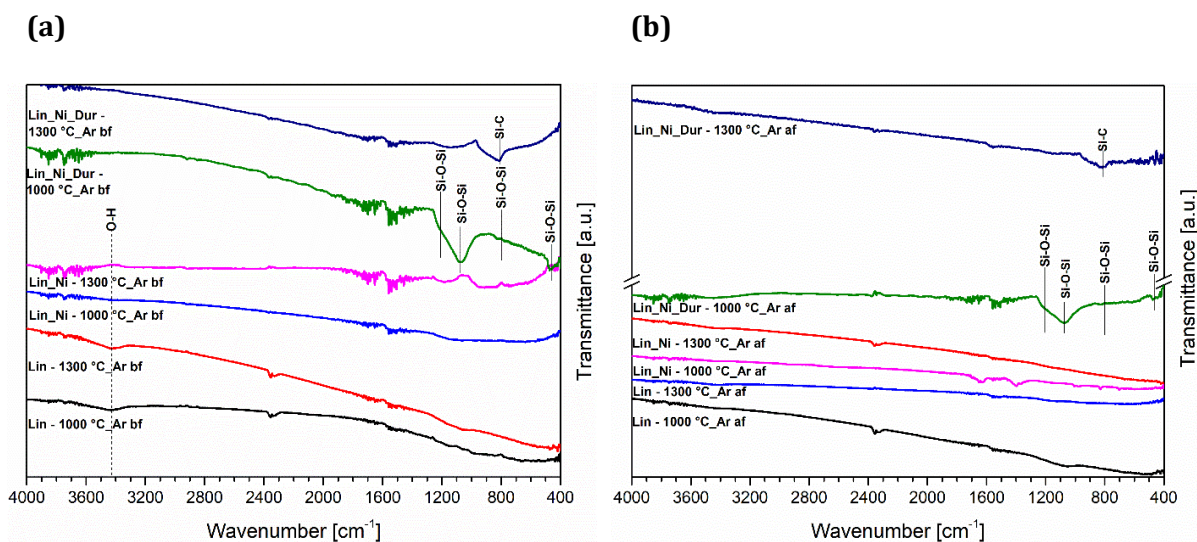 (a)
Lin_Ni_Dur -
1300 °C_Ar bf
Lin_Ni_Dur -
1000 °C_Ar bf
O-H
Si-O-Si
Si-O-Si
Si-C
Si-O-Si
Si-O-Si
Lin_Ni - 1300 °C_Ar bf
Lin_Ni - 1000 °C_Ar bf
Lin - 1300 °C_Ar bf
Lin - 1000 °C_Ar bf
4000 3600 3200 2800 2400 2000 1600 1200 800 400
Wavenumber [cm-1]
Transmittance [a.u.]
(b)
Lin_Ni_Dur - 1300 °C_Ar af
Si-C
Si-O-Si
Si-O-Si
Si-O-Si
Si-O-Si
Lin_Ni_Dur - 1000 °C_Ar af
Lin_Ni - 1300 °C_Ar af
Lin_Ni - 1000 °C_Ar af
Lin - 1300 °C_Ar af
Lin - 1000 °C_Ar af
4000 3600 3200 2800 2400 2000 1600 1200 800 400
Wavenumber [cm-1]
Transmittance [a.u.]